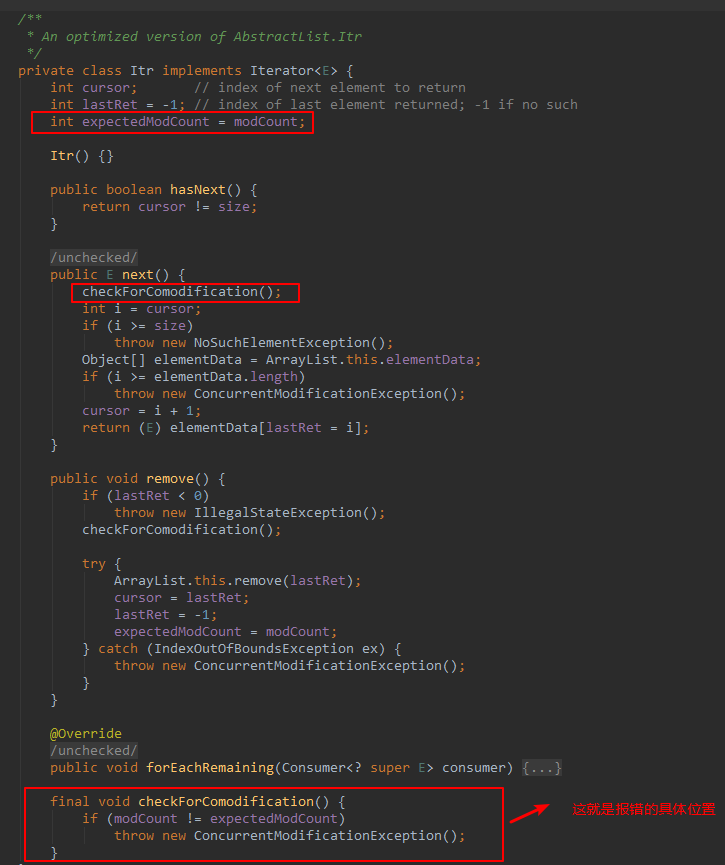 /**
 * An optimized version of AbstractList.Itr
 */
private class Itr implements Iterator<E> {
    int cursor;       // index of next element to return
    int lastRet = -1; // index of last element returned; -1 if no such
    int expectedModCount = modCount;

    Itr() {}

    public boolean hasNext() {
        return cursor != size;
    }

    /unchecked/
    public E next() {
        checkForComodification();
        int i = cursor;
        if (i >= size)
            throw new NoSuchElementException();
        Object[] elementData = ArrayList.this.elementData;
        if (i >= elementData.length)
            throw new ConcurrentModificationException();
        cursor = i + 1;
        return (E) elementData[lastRet = i];
    }

    public void remove() {
        if (lastRet < 0)
            throw new IllegalStateException();
        checkForComodification();

        try {
            ArrayList.this.remove(lastRet);
            cursor = lastRet;
            lastRet = -1;
            expectedModCount = modCount;
        } catch (IndexOutOfBoundsException ex) {
            throw new ConcurrentModificationException();
        }
    }

    @Override
    /unchecked/
    public void forEachRemaining(Consumer<? super E> consumer) {...}

    final void checkForComodification() {
        if (modCount != expectedModCount)
            throw new ConcurrentModificationException();
    }
这就是报错的具体位置